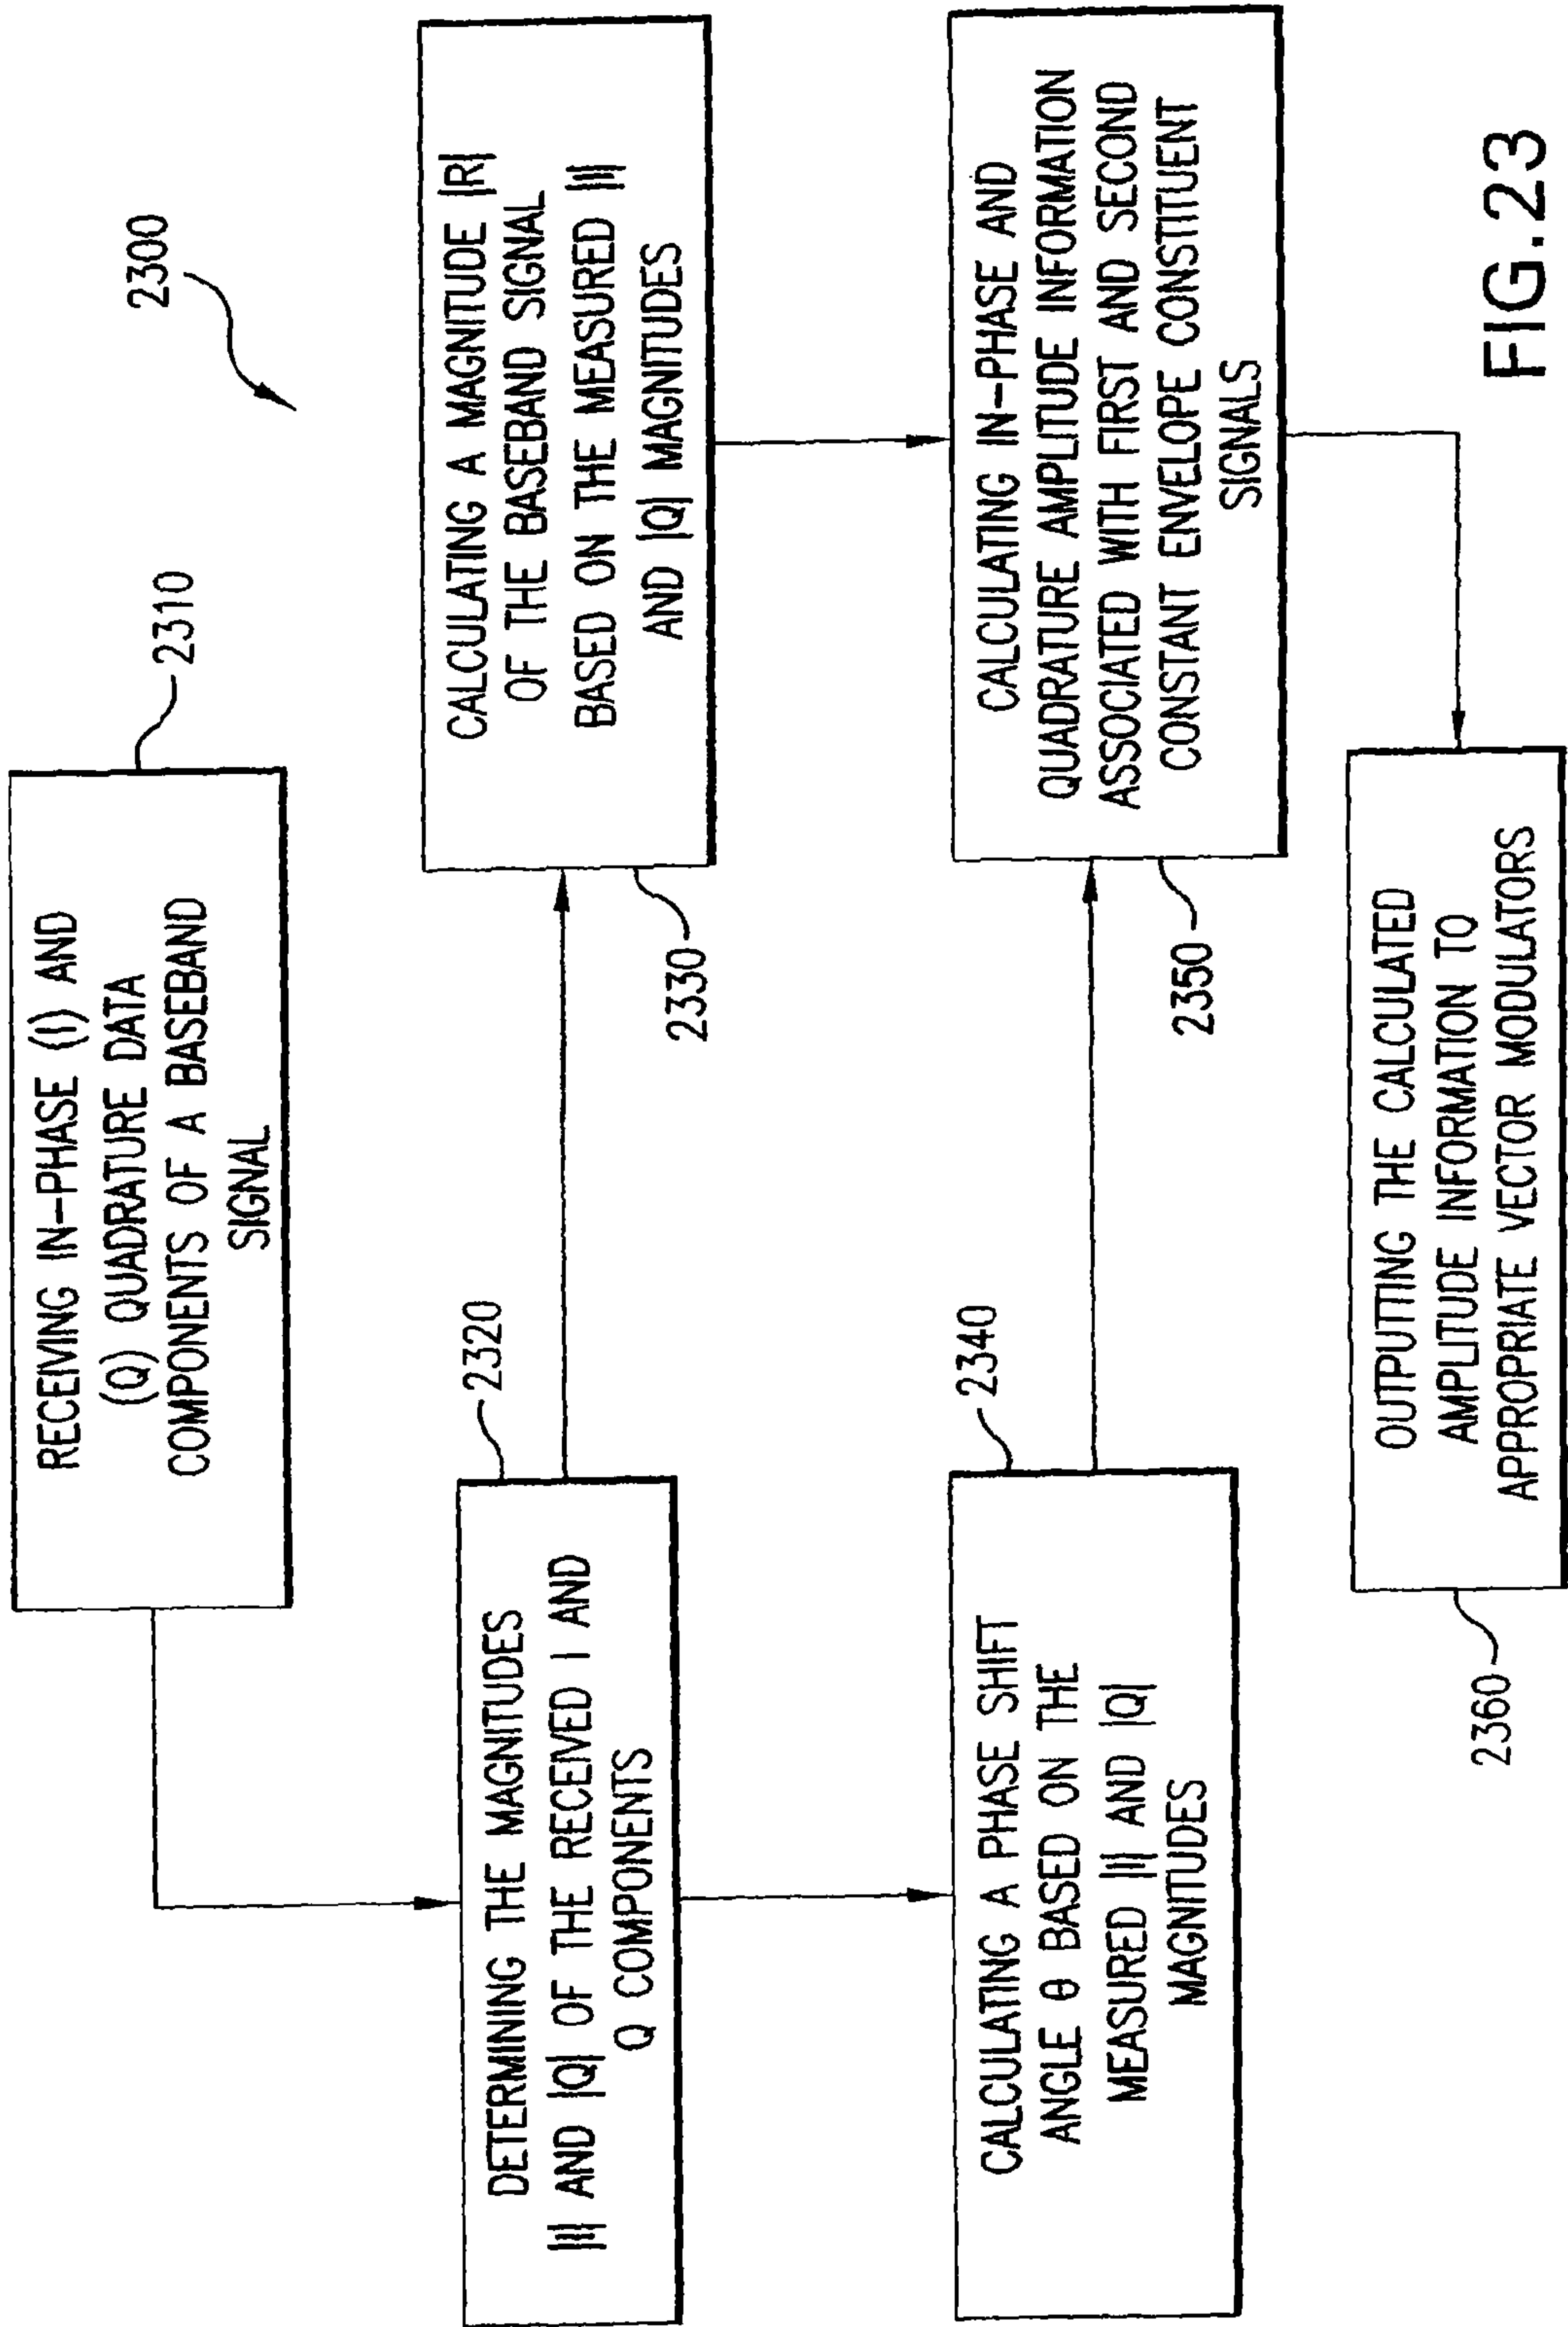 2300
2310
RECEIVING IN-PHASE (I) AND
(Q) QUADRATURE DATA
COMPONENTS OF A BASEBAND
SIGNAL
2320
DETERMINING THE MAGNITUDES
|I| AND |Q| OF THE RECEIVED I AND
Q COMPONENTS
CALCULATING A MAGNITUDE |R|
OF THE BASEBAND SIGNAL
BASED ON THE MEASURED |I|
AND |Q| MAGNITUDES
2330
2340
CALCULATING A PHASE SHIFT
ANGLE θ BASED ON THE
MEASURED |I| AND |Q|
MAGNITUDES
CALCULATING IN-PHASE AND
QUADRATURE AMPLITUDE INFORMATION
ASSOCIATED WITH FIRST AND SECOND
CONSTANT ENVELOPE CONSTITUENT
SIGNALS
2350
OUTPUTTING THE CALCULATED
AMPLITUDE INFORMATION TO
APPROPRIATE VECTOR MODULATORS
2360
FIG.23